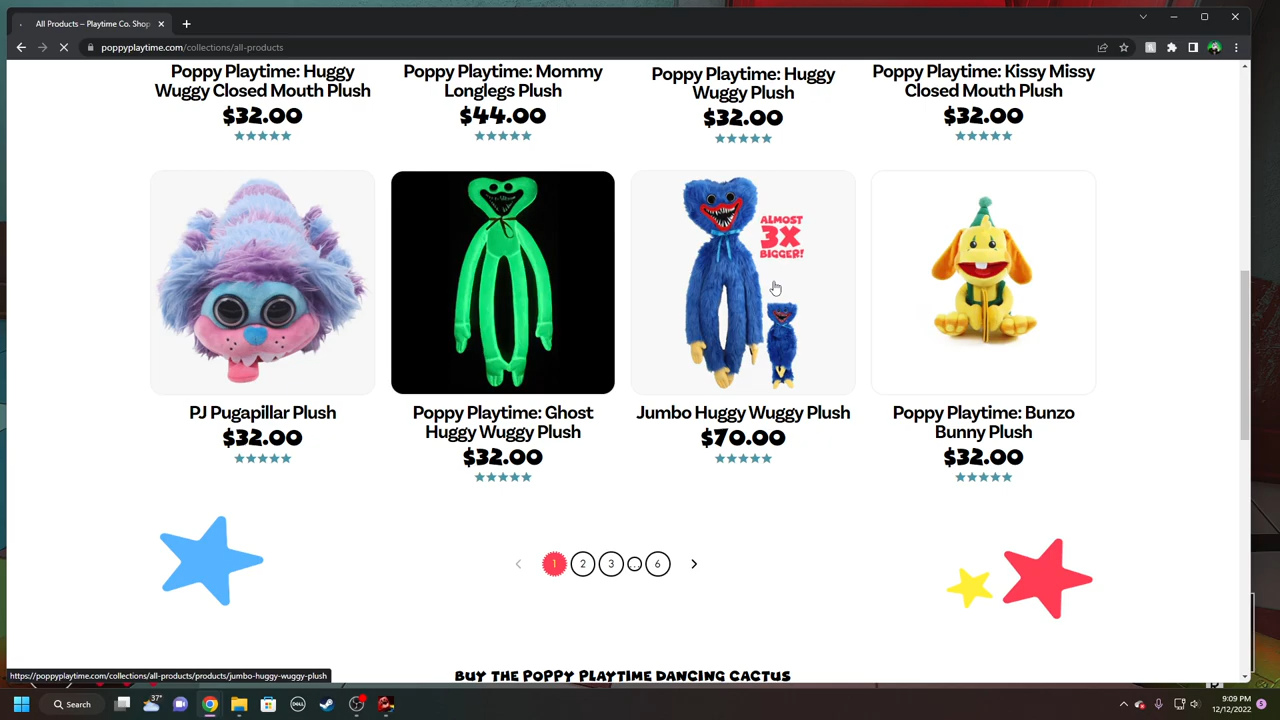 All Products – Playtime Co. Shop
poppyplaytime.com/collections/all-products
Poppy Playtime: Huggy
Wuggy Closed Mouth Plush
$32.00
Poppy Playtime: Mommy
Longlegs Plush
$44.00
Poppy Playtime: Huggy
Wuggy Plush
$32.00
Poppy Playtime: Kissy Missy
Closed Mouth Plush
$32.00
ALMOST
3X
BIGGER!
PJ Pugapillar Plush
$32.00
Poppy Playtime: Ghost
Huggy Wuggy Plush
$32.00
Jumbo Huggy Wuggy Plush
$70.00
Poppy Playtime: Bunzo
Bunny Plush
$32.00
1 2 3 ... 6
BUY THE POPPY PLAYTIME DANCING CACTUS
https://poppyplaytime.com/collections/all-products/products/jumbo-huggy-wuggy-plush
Search
37°
DELL
9:09 PM
12/12/2022
5